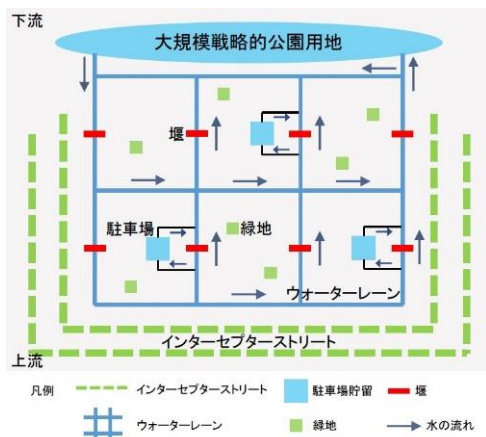 下流
大規模戦略的公園用地
堰
駐車場
緑地
ウォーターレーン
インターセプターストリート
上流
凡例
インターセプターストリート
駐車場貯留
堰
ウォーターレーン
緑地
水の流れ